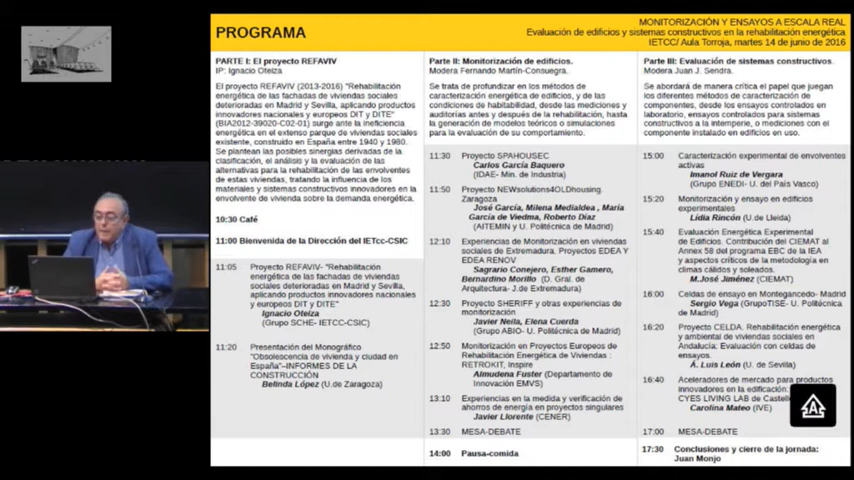 PROGRAMA
MONITORIZACIÓN Y ENSAYOS A ESCALA REAL
Evaluación de edificios y sistemas constructivos en la rehabilitación energética
IETCC/ Aula Torroja, martes 14 de junio de 2016
PARTE I: El proyecto REFAVIV
IP: Ignacio Oteiza
El proyecto REFAVIV (2013-2016) "Rehabilitación
energética de las fachadas de viviendas sociales
deterioradas en Madrid y Sevilla, aplicando productos
innovadores nacionales y europeos DIT y DITE"
(BIA2012-39020-C02-01) surge ante la ineficiencia
energética en el extenso parque de viviendas sociales
existente, construido en España entre 1940 y 1980.
Se plantean las posibles sinergias derivadas de la
clasificación, el análisis y la evaluación de las
alternativas para la rehabilitación de las envolventes
de estas viviendas, tratando la influencia de los
materiales y sistemas constructivos innovadores en la
envolvente de vivienda sobre la demanda energética.
10:30 Café
11:00 Bienvenida de la Dirección del IETcc-CSIC
11:05 Proyecto REFAVIV- "Rehabilitación
energética de las fachadas de viviendas
sociales deterioradas en Madrid y Sevilla,
aplicando productos innovadores nacionales
y europeos DIT y DITE"
Ignacio Oteiza
(Grupo SCHE- IETCC-CSIC)
11:20 Presentación del Monográfico
"Obsolescencia de vivienda y ciudad en
España"–INFORMES DE LA
CONSTRUCCIÓN
Belinda López (U.de Zaragoza)
Parte II: Monitorización de edificios.
Modera Fernando Martín-Consuegra.
Se trata de profundizar en los métodos de
caracterización energética de edificios, y de las
condiciones de habitabilidad, desde las mediciones y
auditorías antes y después de la rehabilitación, hasta
la generación de modelos teóricos o simulaciones
para la evaluación de su comportamiento.
11:30 Proyecto SPAHOUSEC
Carlos García Baquero
(IDAE- Min. de Industria)
11:50 Proyecto NEWsolutions4OLDhousing.
Zaragoza
José García, Milena Medialdea , María
García de Viedma, Roberto Díaz
(AITEMIN y U. Politécnica de Madrid)
12:10 Experiencias de Monitorización en viviendas
sociales de Extremadura, Proyectos EDEA Y
EDEA RENOV
Sagrario Conejero, Esther Gamero,
Bernardino Morillo (D. Gral. de
Arquitectura- J.de Extremadura)
12:30 Proyecto SHERIFF y otras experiencias de
monitorización
Javier Neila, Elena Cuerda
(Grupo ABIO- U. Politécnica de Madrid)
12:50 Monitorización en Proyectos Europeos de
Rehabilitación Energética de Viviendas :
RETROKIT, Inspire
Almudena Fuster (Departamento de
Innovación EMVS)
13:10 Experiencias en la medida y verificación de
ahorros de energía en proyectos singulares
Javier Llorente (CENER)
13:30 MESA-DEBATE
14:00 Pausa-comida
Parte III: Evaluación de sistemas constructivos.
Modera Juan J. Sendra.
Se abordará de manera crítica el papel que juegan
los diferentes métodos de caracterización de
componentes, desde los ensayos controlados en
laboratorio, ensayos controlados para sistemas
constructivos a la intemperie, o mediciones con el
componente instalado en edificios en uso.
15:00 Caracterización experimental de envolventes
activas
Imanol Ruiz de Vergara
(Grupo ENEDI- U. del País Vasco)
15:20 Monitorización y ensayo en edificios
experimentales
Lídia Rincón (U.de Lleida)
15:40 Evaluación Energética Experimental
de Edificios. Contribución del CIEMAT al
Annex 58 del programa EBC de la IEA
y aspectos críticos de la metodología en
climas cálidos y soleados.
M.José Jiménez (CIEMAT)
16:00 Celdas de ensayo en Montegancedo- Madrid
Sergio Vega (GrupoTISE- U. Politécnica
de Madrid)
16:20 Proyecto CELDA. Rehabilitación energética
y ambiental de viviendas sociales en
Andalucía: Evaluación con celdas de
ensayo.
Á. Luis León (U. de Sevilla)
16:40 Aceleradores de mercado para productos
innovadores en la edificación:
CYES LIVING LAB de
Carolina Mateo (IVE)
17:00 MESA-DEBATE
17:30 Conclusiones y cierre de la jornada:
Juan Monjo